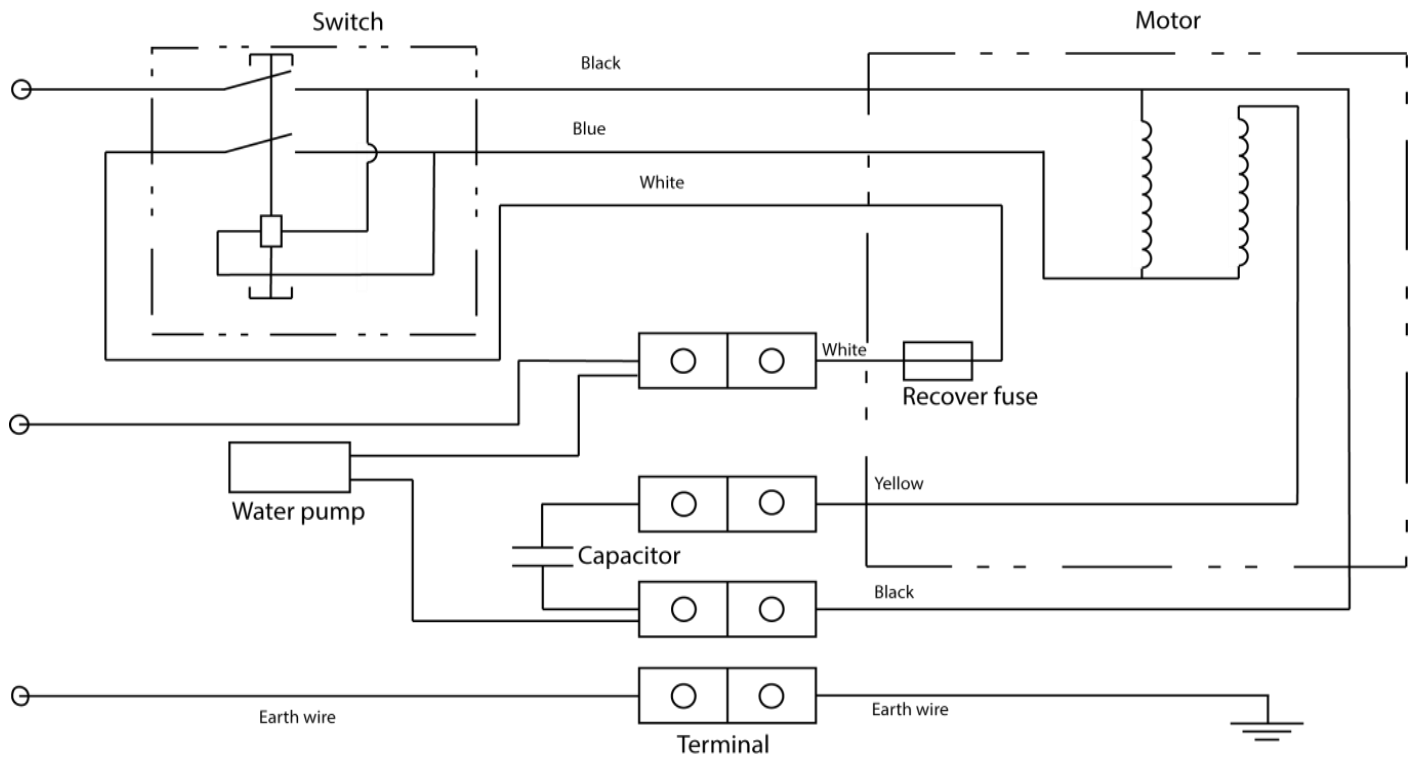 Switch
Motor
Black
Blue
White
White
Recover fuse
Water pump
Yellow
Capacitor
Black
Earth wire
Earth wire
Terminal